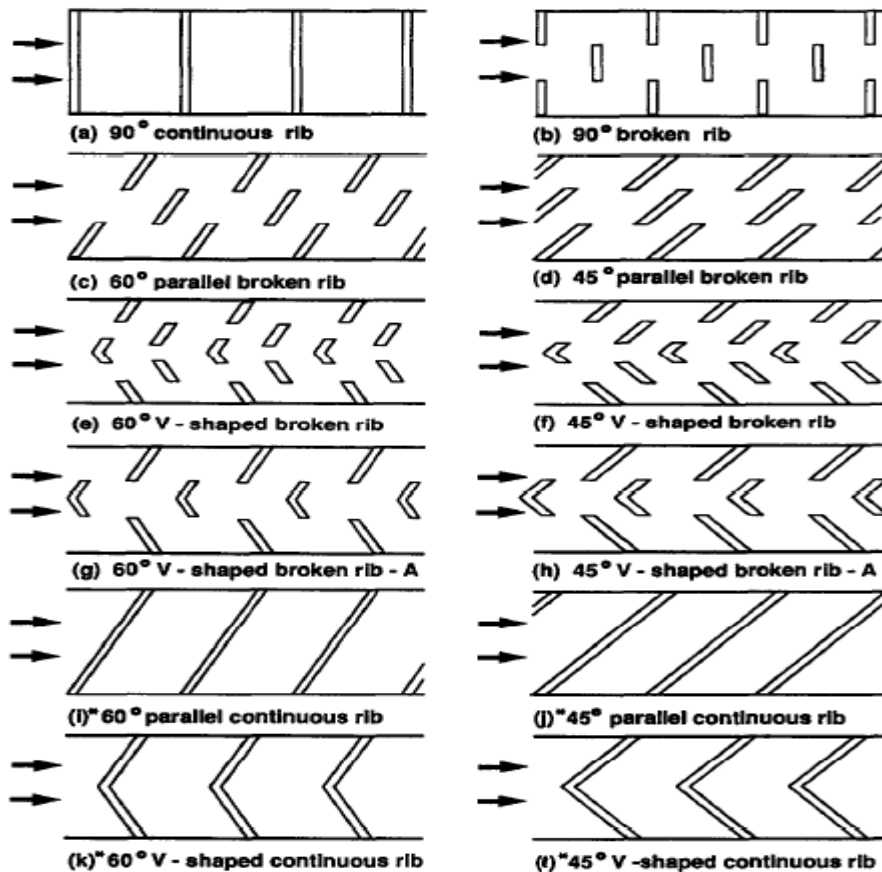 (a) 90° continuous rib
(b) 90° broken rib
(c) 60° parallel broken rib
(d) 45° parallel broken rib
(e) 60° V - shaped broken rib
(f) 45° V - shaped broken rib
(g) 60° V - shaped broken rib - A
(h) 45° V - shaped broken rib - A
(i)* 60° parallel continuous rib
(j)* 45° parallel continuous rib
(k)* 60° V - shaped continuous rib
(ℓ)* 45° V -shaped continuous rib